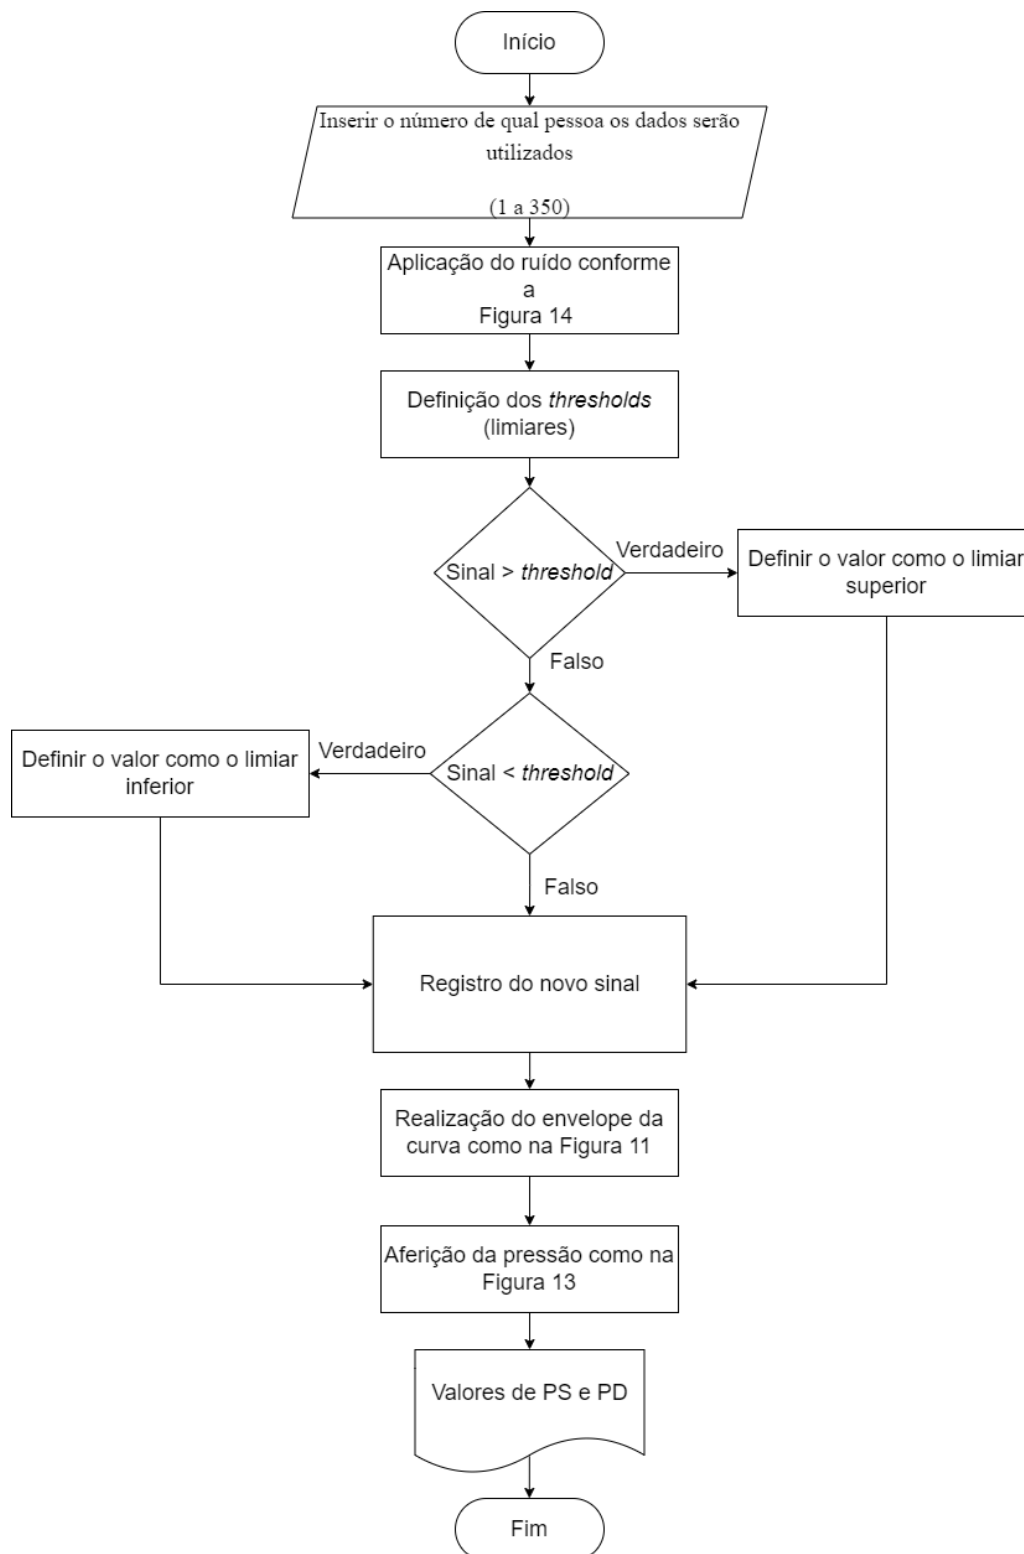 Início
Inserir o número de qual pessoa os dados serão
utilizados
(1 a 350)
Aplicação do ruído conforme
a
Figura 14
Definição dos thresholds
(limiares)
Sinal > threshold
Verdadeiro
Definir o valor como o limiar
superior
Falso
Sinal < threshold
Verdadeiro
Definir o valor como o limiar
inferior
Falso
Registro do novo sinal
Realização do envelope da
curva como na Figura 11
Aferição da pressão como na
Figura 13
Valores de PS e PD
Fim